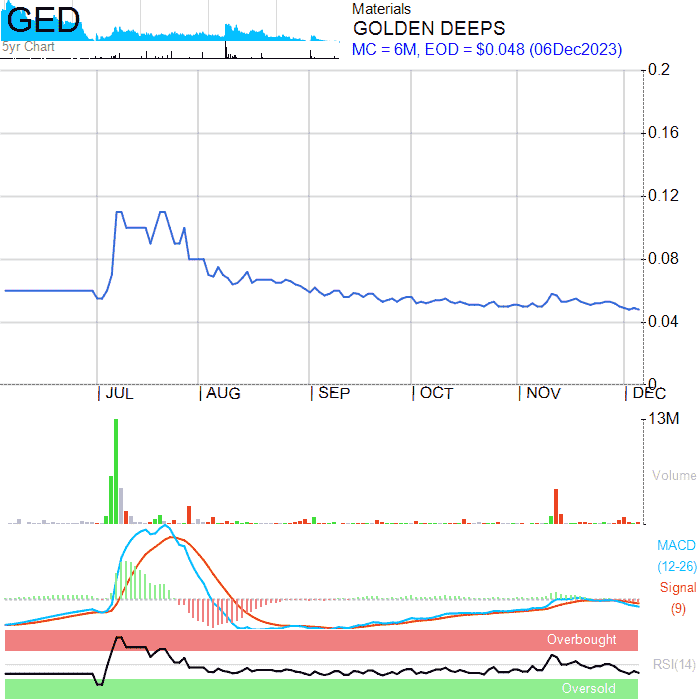 GED
5yr Chart
Materials
GOLDEN DEEPS
MC = 6M, EOD = $0.048 (06Dec2023)
0.2
0.16
0.12
0.08
0.04
0
JUL AUG SEP OCT NOV DEC
13M
Volume
MACD
(12-26)
Signal
(9)
Overbought
RSI(14)
Oversold